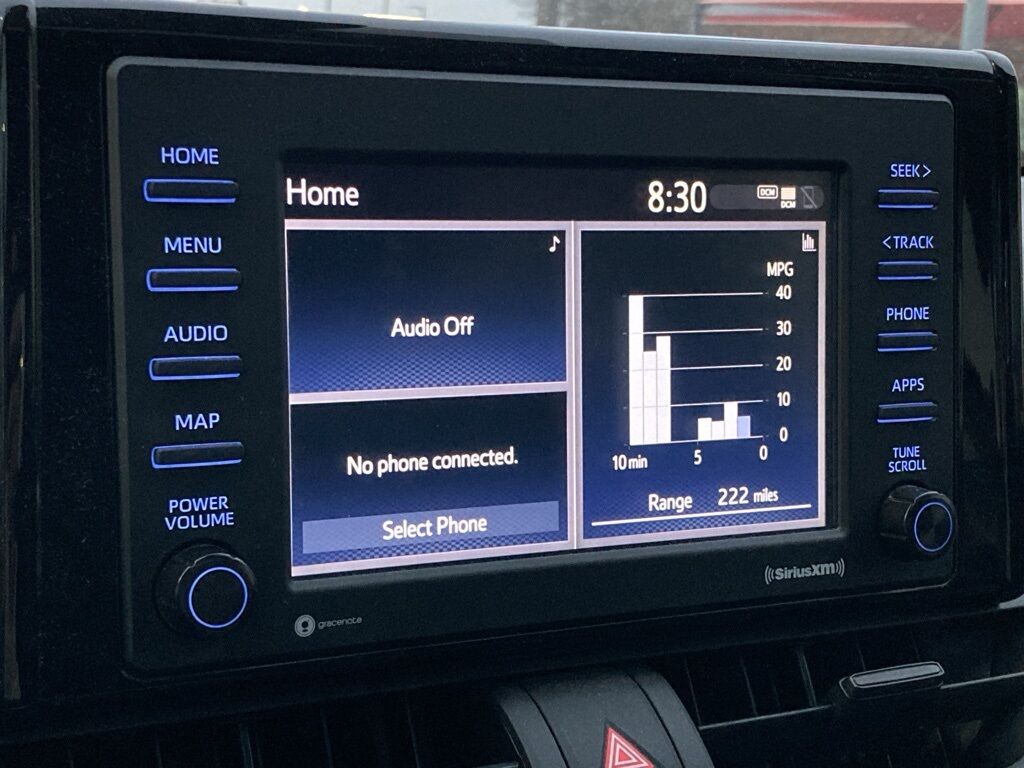 HOME
MENU
AUDIO
MAP
POWER
VOLUME
Home
8:30
DCM
DCM
Audio Off
No phone connected.
Select Phone
MPG
40
30
20
10
0
10 min 5 0
Range 222 miles
SEEK >
< TRACK
PHONE
APPS
TUNE
SCROLL
gracenote
((SiriusXM))